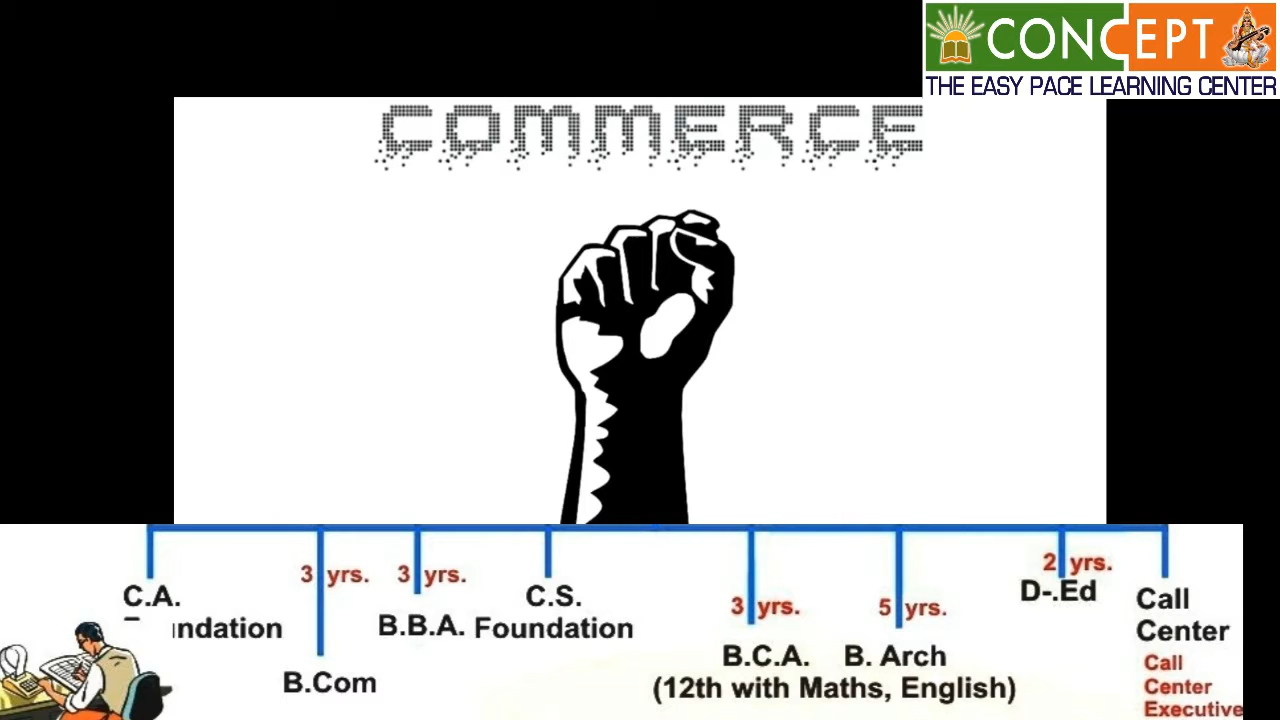 CONCEPT
THE EASY PACE LEARNING CENTER
COMMERCE
3 yrs.
3 yrs.
2 yrs.
C.A.
C.S.
D-.Ed
Call
3 yrs.
5 yrs.
ndation
B.B.A.
Foundation
Center
B.Com
B.C.A.
B. Arch
(12th with Maths, English)
Call
Center
Executive